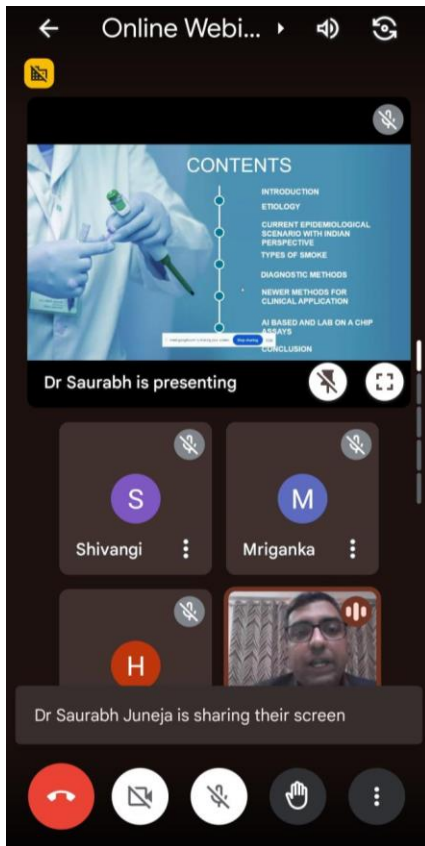 Online Webi...
CONTENTS
INTRODUCTION
ETIOLOGY
CURRENT EPIDEMIOLOGICAL
SCENARIO WITH INDIAN
PERSPECTIVE
TYPES OF SMOKE
DIAGNOSTIC METHODS
NEWER METHODS FOR
CLINICAL APPLICATION
AI BASED AND LAB ON A CHIP
ASSAYS
Stop sharing
CONCLUSION
Dr Saurabh is presenting
S
M
Shivangi
Mriganka
H
Dr Saurabh Juneja is sharing their screen